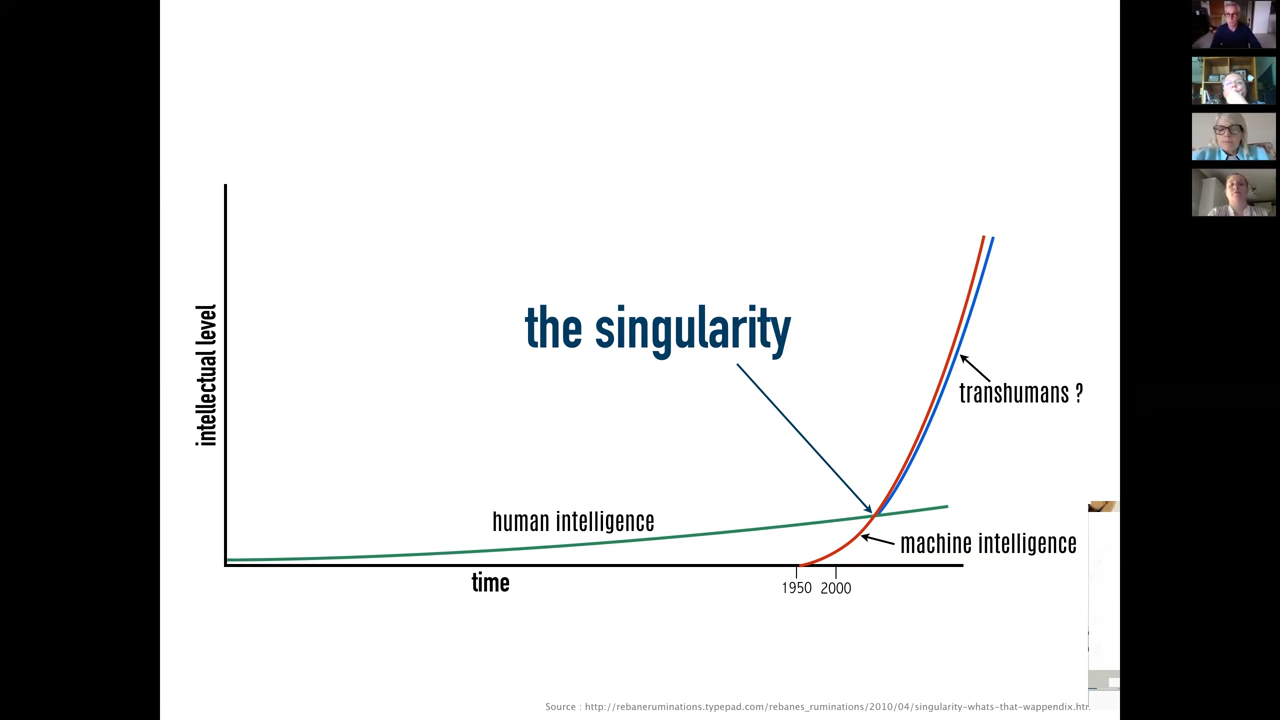 the singularity
intellectual level
transhumans ?
human intelligence
machine intelligence
time
1950 2000
Source : http://rebaneruminations.typepad.com/rebanes_ruminations/2010/04/singularity-whats-that-wappendix.htr